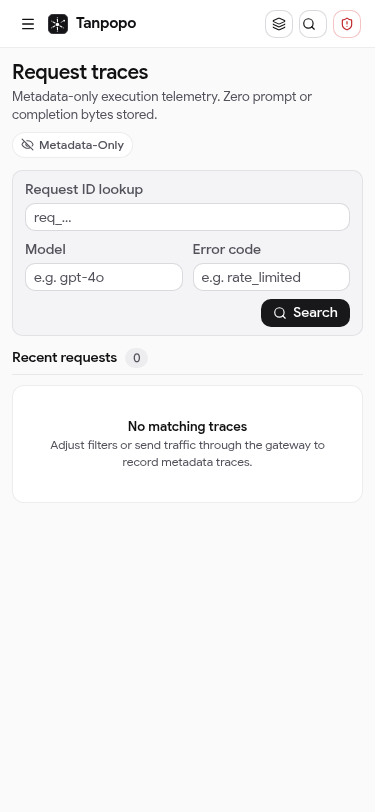 Tanpopo
Request traces
Metadata-only execution telemetry. Zero prompt or
completion bytes stored.
Metadata-Only
Request ID lookup
req_...
Model
Error code
e.g. gpt-4o
e.g. rate_limited
Search
Recent requests 0
No matching traces
Adjust filters or send traffic through the gateway to
record metadata traces.